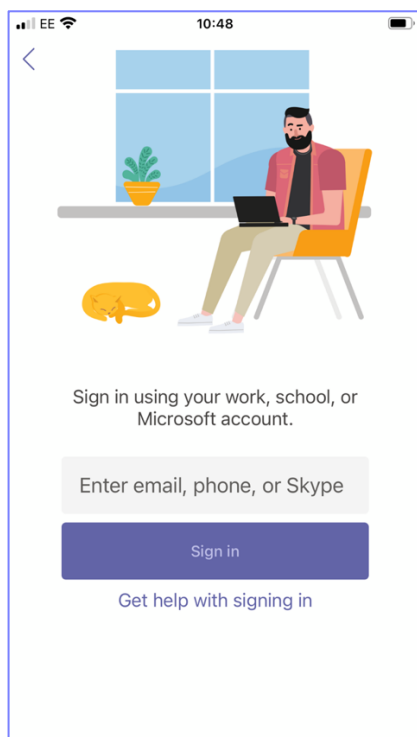 EE 10:48
Sign in using your work, school, or
Microsoft account.
Enter email, phone, or Skype
Sign in
Get help with signing in